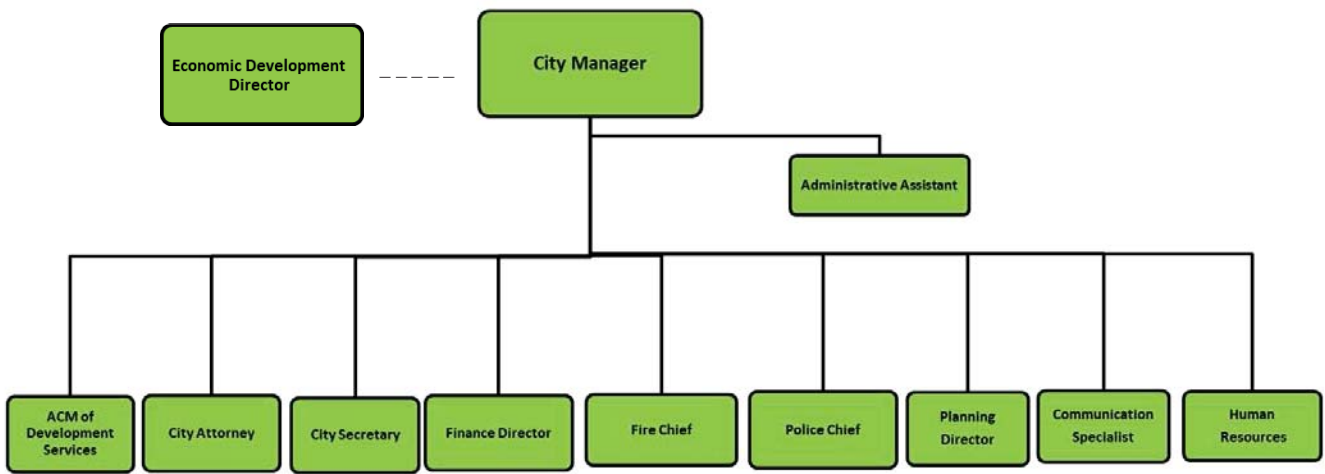 Economic Development
Director
City Manager
Administrative Assistant
ACM of
Development
Services
City Attorney
City Secretary
Finance Director
Fire Chief
Police Chief
Planning
Director
Communication
Specialist
Human
Resources